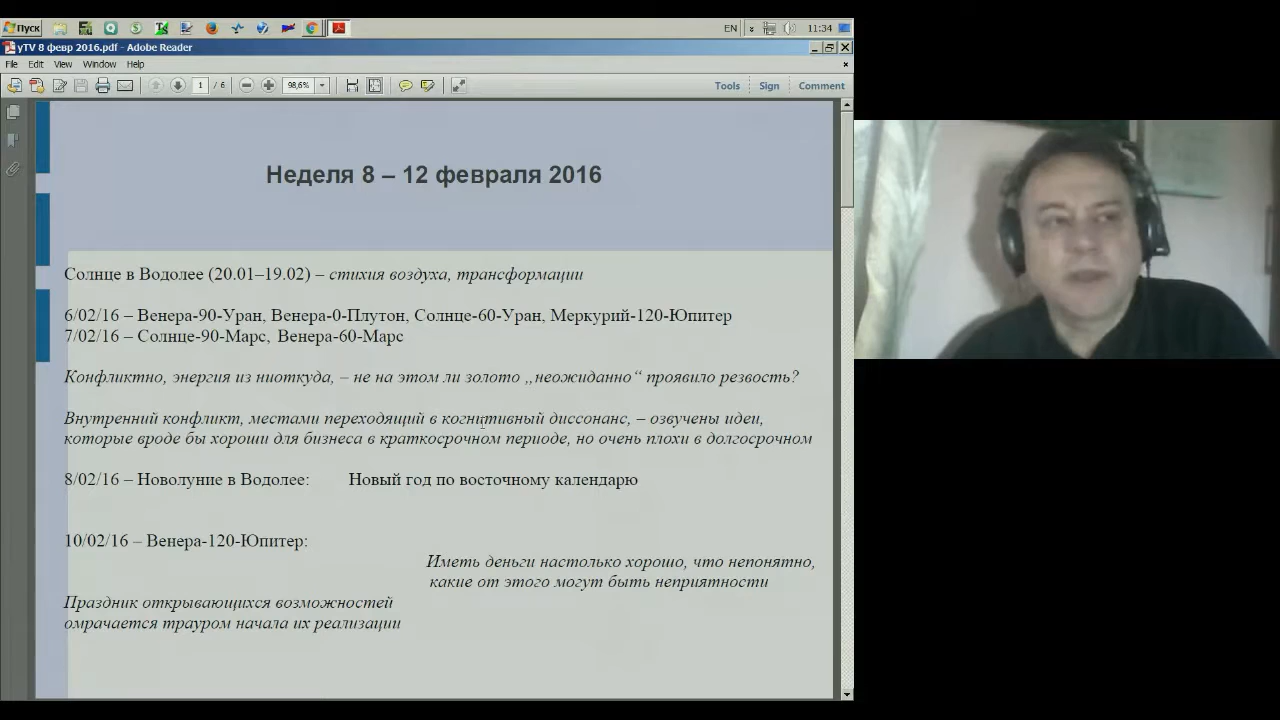 Пуск
EN
11:34
yTV 8 февр 2016.pdf - Adobe Reader
File Edit View Window Help
1 / 6
98,6%
Tools Sign Comment
Неделя 8 – 12 февраля 2016
Солнце в Водолее (20.01–19.02) – стихия воздуха, трансформации
6/02/16 – Венера-90-Уран, Венера-0-Плутон, Солнце-60-Уран, Меркурий-120-Юпитер
7/02/16 – Солнце-90-Марс, Венера-60-Марс
Конфликтно, энергия из ниоткуда, – не на этом ли золото „неожиданно“ проявило резвость?
Внутренний конфликт, местами переходящий в когнитивный диссонанс, – озвучены идеи,
которые вроде бы хороши для бизнеса в краткосрочном периоде, но очень плохи в долгосрочном
8/02/16 – Новолуние в Водолее: Новый год по восточному календарю
10/02/16 – Венера-120-Юпитер:
Иметь деньги настолько хорошо, что непонятно,
какие от этого могут быть неприятности
Праздник открывающихся возможностей
омрачается трауром начала их реализации